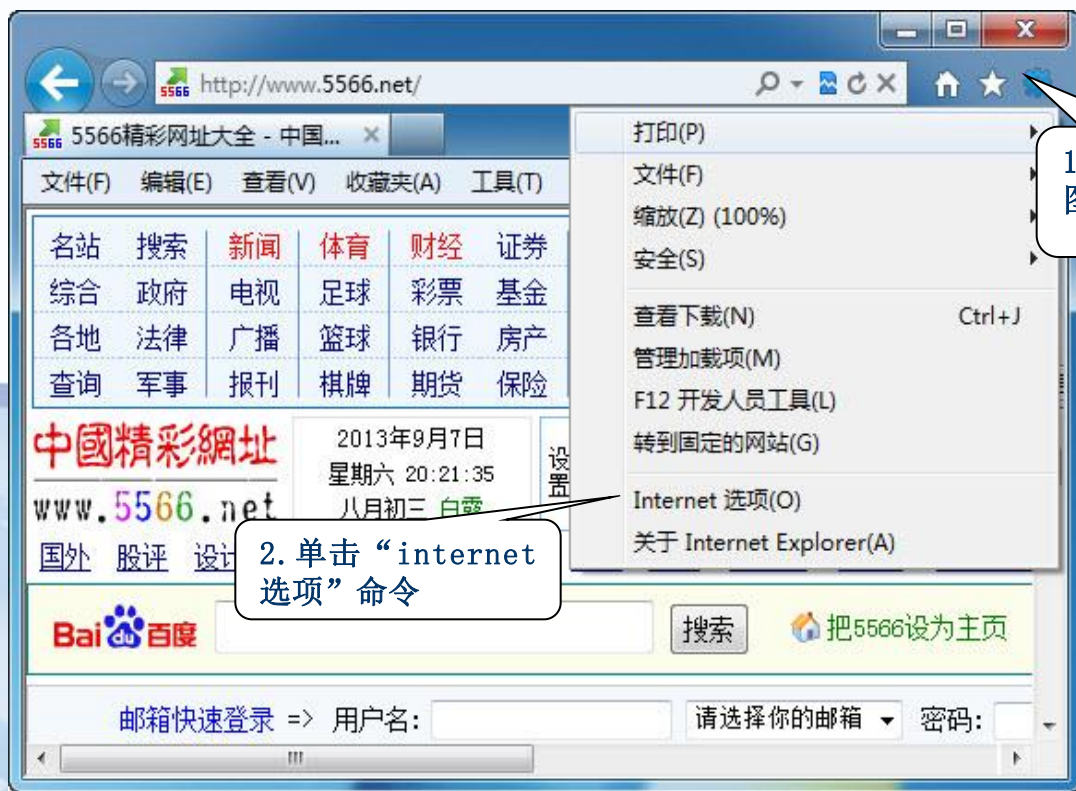 5566 http://www.5566.net/
5566 5566精彩网址大全 - 中国...
文件(F) 编辑(E) 查看(V) 收藏夹(A) 工具(T)
名站 搜索 新闻 体育 财经 证券
综合 政府 电视 足球 彩票 基金
各地 法律 广播 篮球 银行 房产
查询 军事 报刊 棋牌 期货 保险
中國精彩網址
www.5566.net
2013年9月7日
星期六 20:21:35
八月初三 白露
设
置
国外 股评 设计
打印(P)
文件(F)
缩放(Z) (100%)
安全(S)
查看下载(N) Ctrl+J
管理加载项(M)
F12 开发人员工具(L)
转到固定的网站(G)
Internet 选项(O)
关于 Internet Explorer(A)
1
2.单击“internet
选项”命令
Bai du 百度 搜索 把5566设为主页
邮箱快速登录 => 用户名: 请选择你的邮箱 密码: